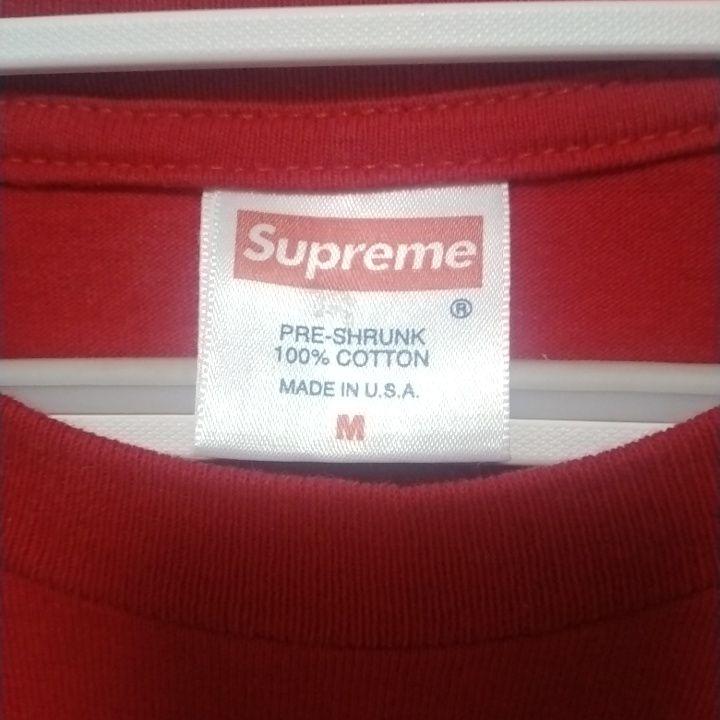 Supreme
®
PRE-SHRUNK
100% COTTON
MADE IN U.S.A.
M